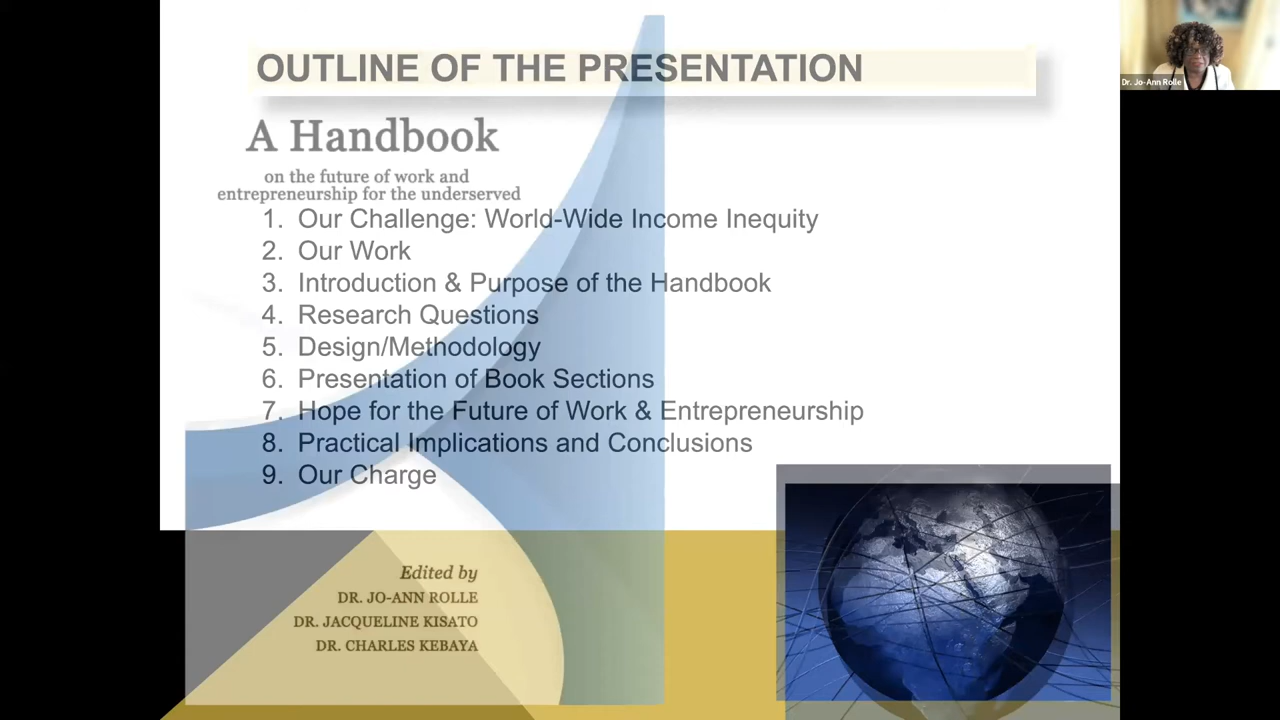 OUTLINE OF THE PRESENTATION
Dr. Jo-Ann Rolle
A Handbook
on the future of work and
entrepreneurship for the underserved
1. Our Challenge: World-Wide Income Inequity
2. Our Work
3. Introduction & Purpose of the Handbook
4. Research Questions
5. Design/Methodology
6. Presentation of Book Sections
7. Hope for the Future of Work & Entrepreneurship
8. Practical Implications and Conclusions
9. Our Charge
Edited by
DR. JO-ANN ROLLE
DR. JACQUELINE KISATO
DR. CHARLES KEBAYA